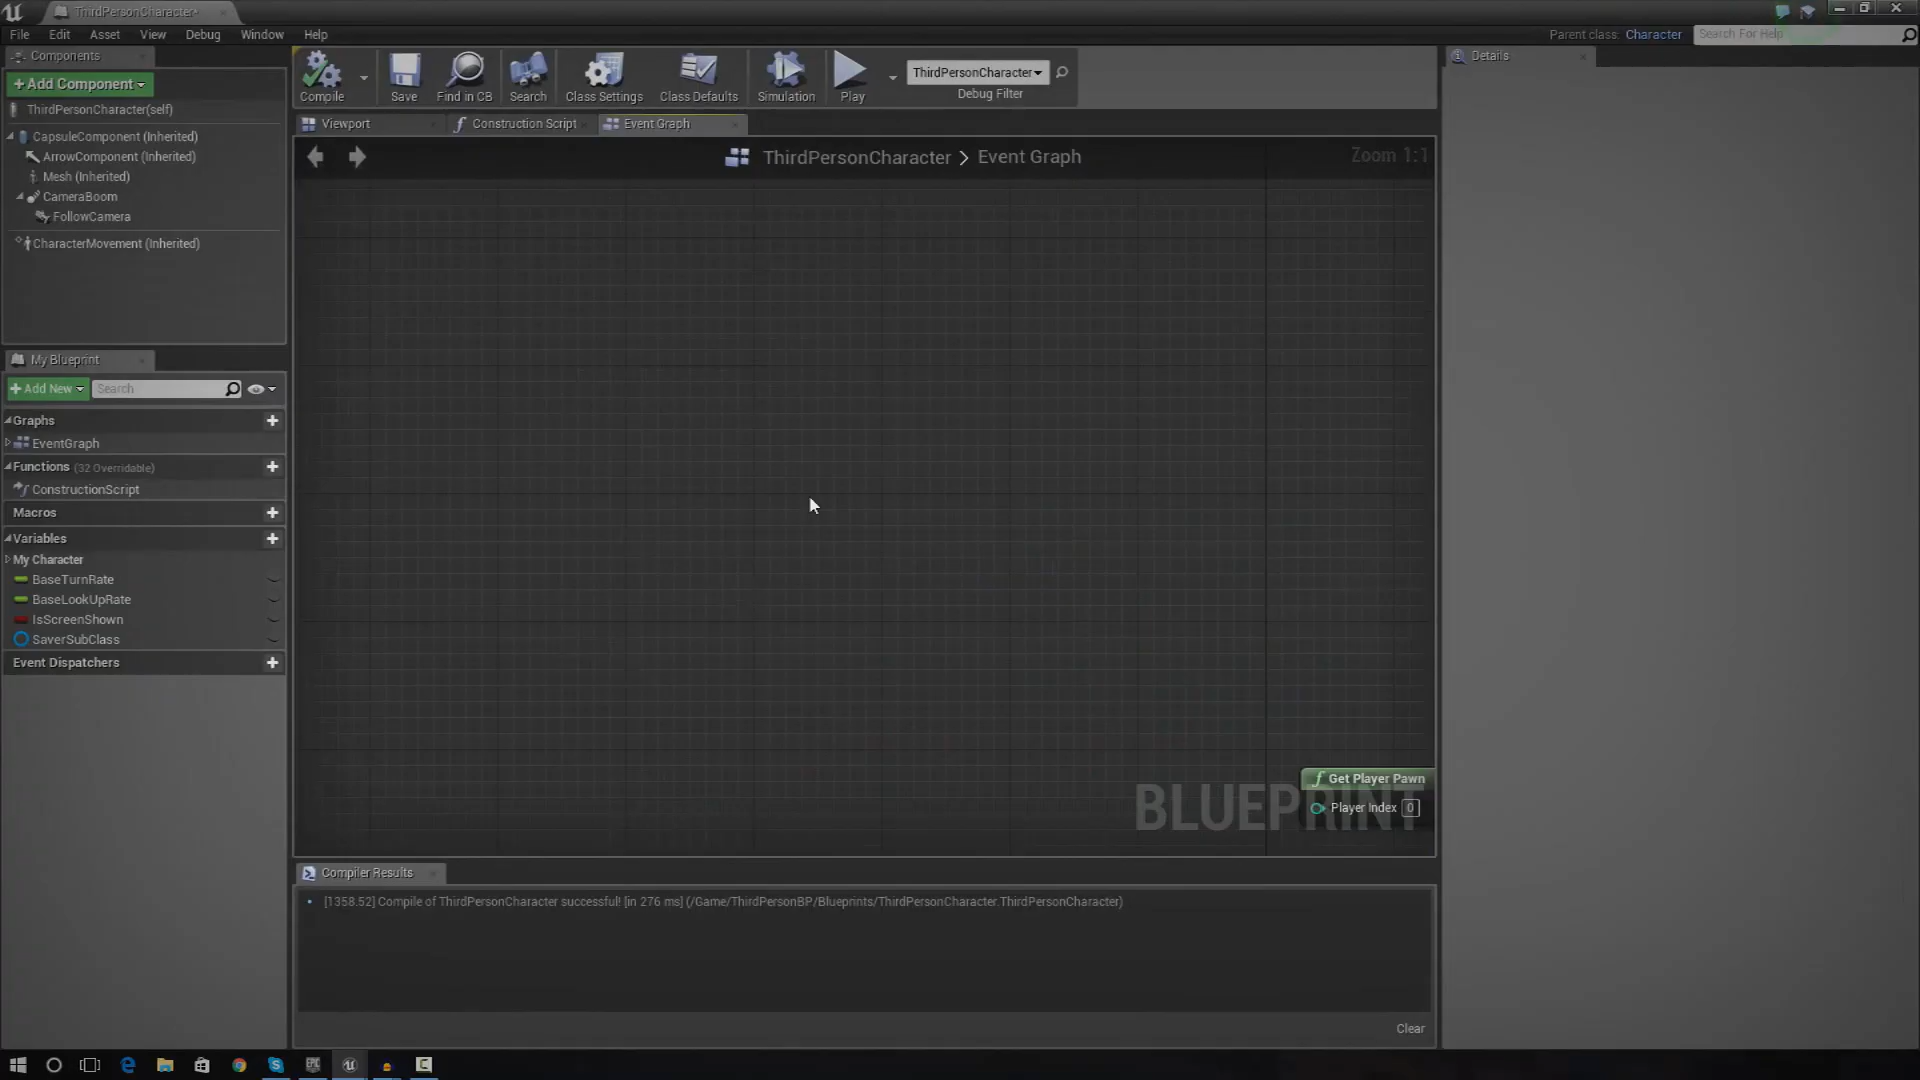 ThirdPersonCharacter*
File Edit Asset View Debug Window Help
Parent class: Character Search For Help
Components
+Add Component
ThirdPersonCharacter(self)
CapsuleComponent (Inherited)
ArrowComponent (Inherited)
Mesh (Inherited)
CameraBoom
FollowCamera
CharacterMovement (Inherited)
Compile Save Find in CB Search Class Settings Class Defaults Simulation Play
ThirdPersonCharacter
Debug Filter
Details
Viewport Construction Script Event Graph
ThirdPersonCharacter > Event Graph
Zoom 1:1
My Blueprint
+Add New Search
Graphs
EventGraph
Functions (32 Overridable)
ConstructionScript
Macros
Variables
My Character
BaseTurnRate
BaseLookUpRate
IsScreenShown
SaverSubClass
Event Dispatchers
Get Player Pawn
Player Index 0
BLUEPRINT
Compiler Results
[1358.52] Compile of ThirdPersonCharacter successful! [in 276 ms] (/Game/ThirdPersonBP/Blueprints/ThirdPersonCharacter.ThirdPersonCharacter)
Clear